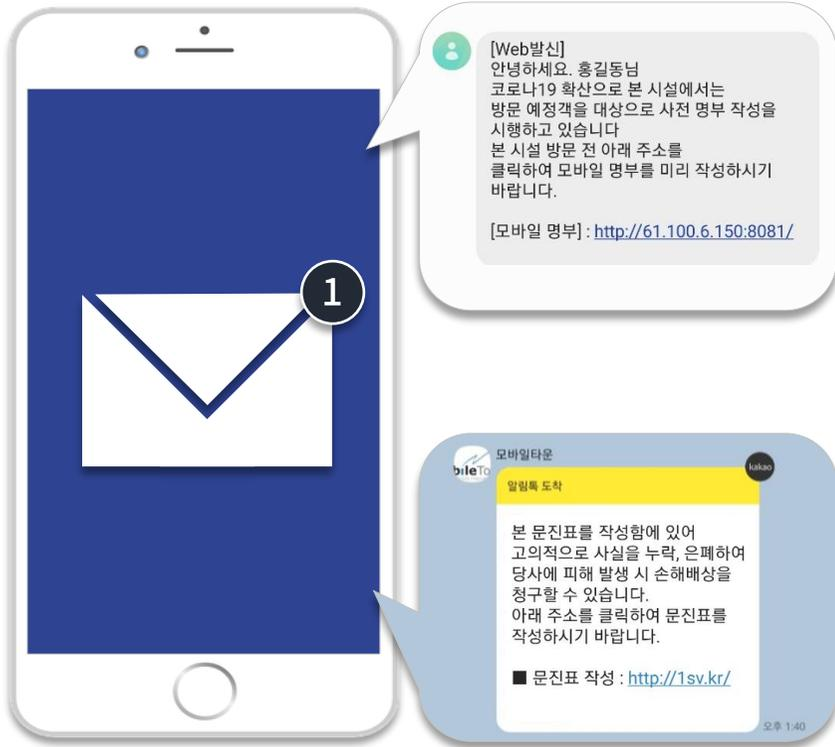 [Web발신]
안녕하세요. 홍길동님
코로나19 확산으로 본 시설에서는
방문 예정객을 대상으로 사전 명부 작성을
시행하고 있습니다
본 시설 방문 전 아래 주소를
클릭하여 모바일 명부를 미리 작성하시기
바랍니다.
[모바일 명부] : http://61.100.6.150:8081/
1
모바일타운
bileTo
kakao
알림톡 도착
본 문진표를 작성함에 있어
고의적으로 사실을 누락, 은폐하여
당사에 피해 발생 시 손해배상을
청구할 수 있습니다.
아래 주소를 클릭하여 문진표를
작성하시기 바랍니다.
■ 문진표 작성 : http://1sv.kr/
오후 1:40